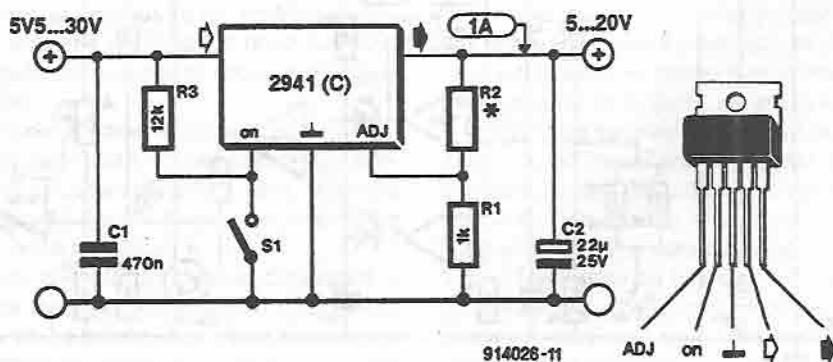 5V5...30V
1A
5...20V
R3
12k
2941 (C)
on
ADJ
R2
*
C1
470n
S1
R1
1k
C2
22µ
25V
914026-11
ADJ
on